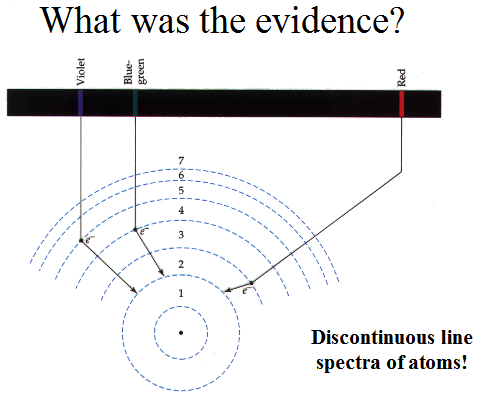 What was the evidence?
Violet
Blue-
green
Red
7
6
5
4
3
2
1
e⁻
e⁻
e⁻
Discontinuous line
spectra of atoms!